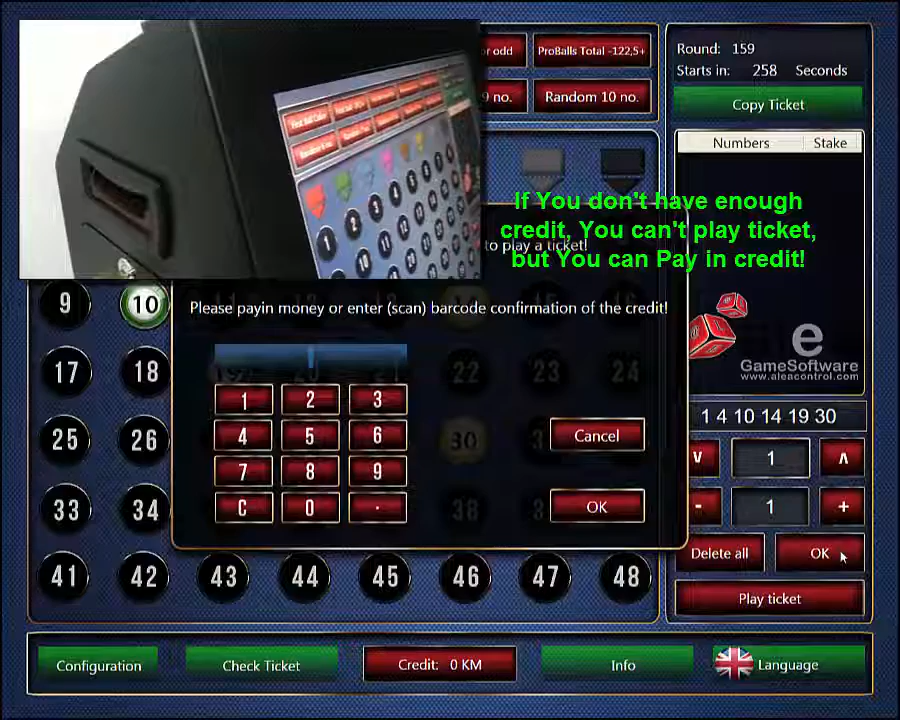 or odd
ProBalls Total -122,5+
9 no.
Random 10 no.
Round: 159
Starts in: 258 Seconds
Copy Ticket
Numbers Stake
If You don't have enough
credit, You can't play ticket,
but You can Pay in credit!
to play a ticket!
Please payin money or enter (scan) barcode confirmation of the credit!
9 10
17 18 22 23 24
25 26 30
33 34 38
41 42 43 44 45 46 47 48
1 2 3
4 5 6
7 8 9
C 0 .
Cancel
OK
e
GameSoftware
www.aleacontrol.com
1 4 10 14 19 30
V 1 Λ
- 1 +
Delete all OK
Play ticket
Configuration Check Ticket Credit: 0 KM Info Language